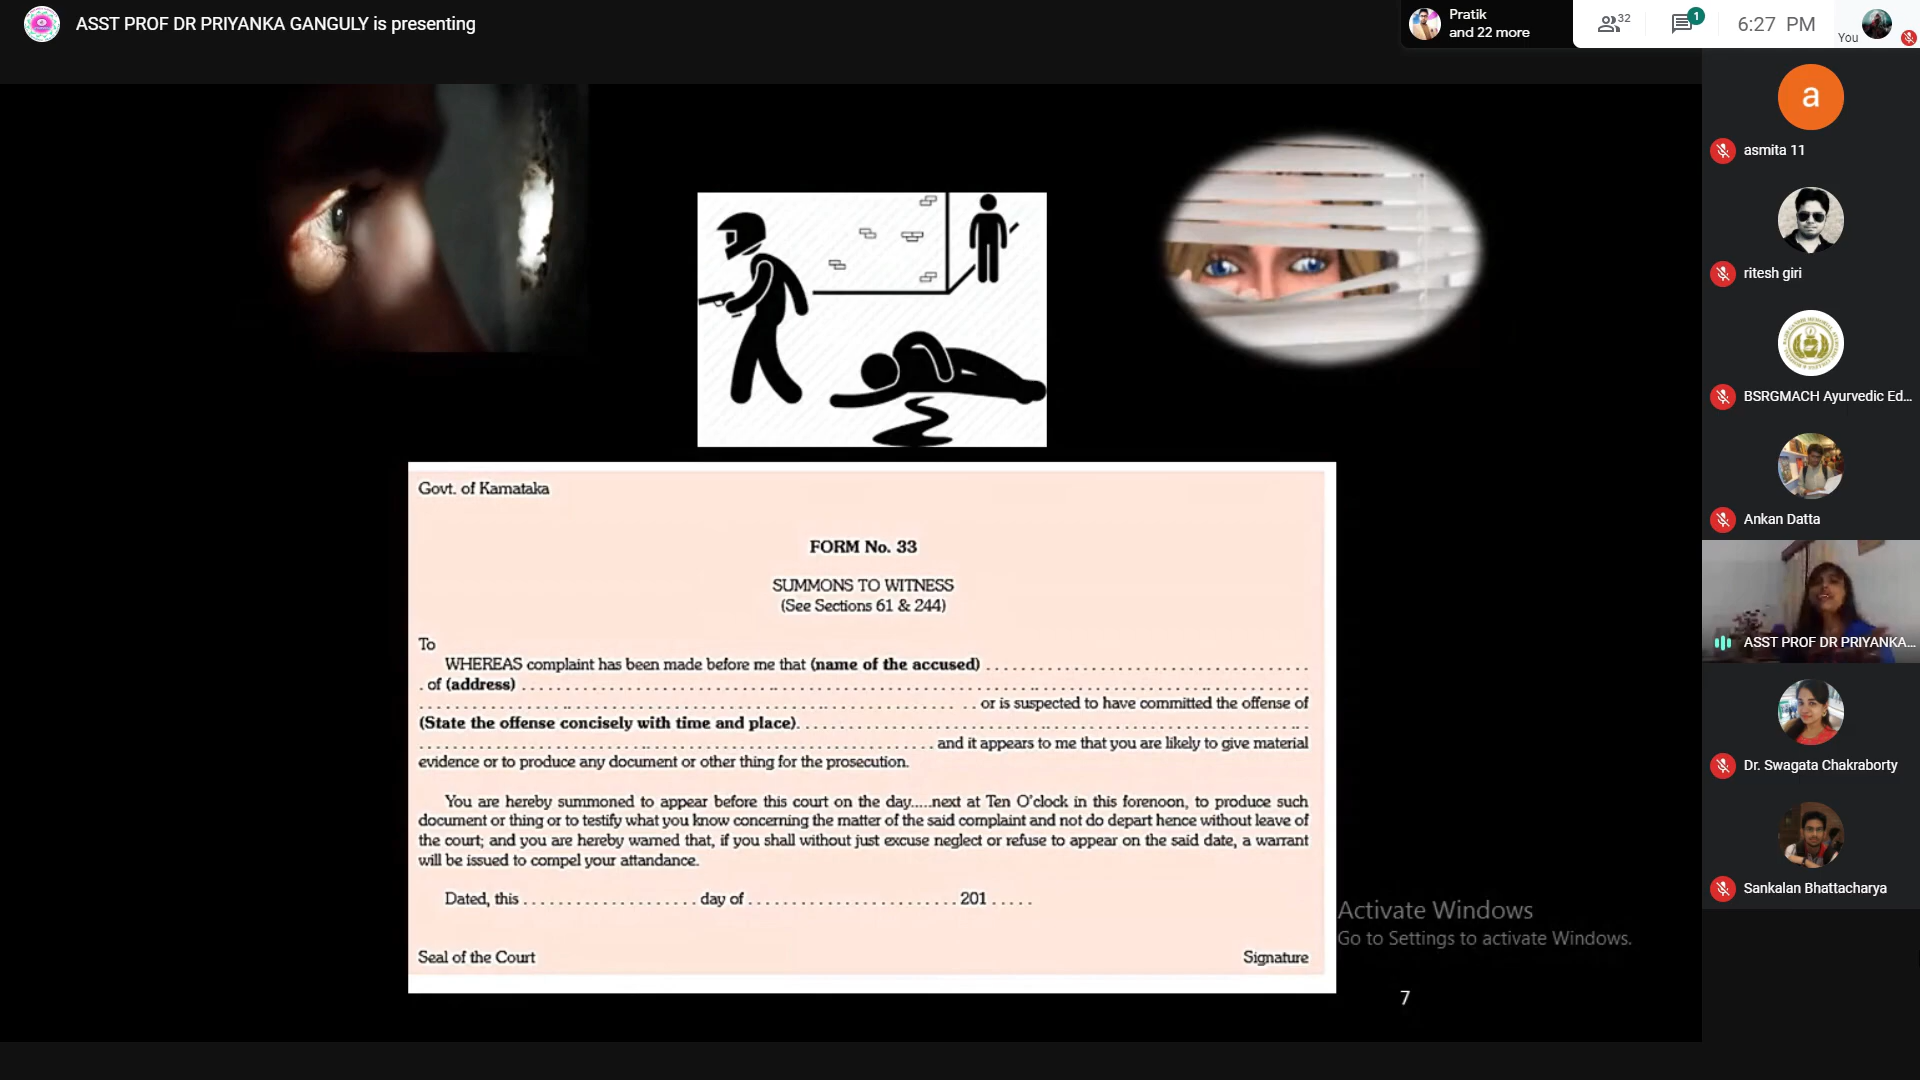 ASST PROF DR PRIYANKA GANGULY is presenting
Pratik
and 22 more
32
1
6:27 PM
You
a
asmita 11
ritesh giri
BSRGMACH Ayurvedic Ed...
Ankan Datta
ASST PROF DR PRIYANKA...
Dr. Swagata Chakraborty
Sankalan Bhattacharya
Govt. of Karnataka
FORM No. 33
SUMMONS TO WITNESS
(See Sections 61 & 244)
To
WHEREAS complaint has been made before me that (name of the accused) . . . . . . . . . . . . . . . . . . . .
. of (address) . . . . . . . . . . . . . . . . . . . . . . . . . . . . . . . . . . . . . . . .
. . . . . . . . . . . . . . . . . . . . . . . . . . . . . . or is suspected to have committed the offense of
(State the offense concisely with time and place). . . . . . . . . . . . . . . . . . . . . . . . . . .
. . . . . . . . . . . . . . . . . . . . . . . . . . . . . . and it appears to me that you are likely to give material
evidence or to produce any document or other thing for the prosecution.
You are hereby summoned to appear before this court on the day.....next at Ten O'clock in this forenoon, to produce such
document or thing or to testify what you know concerning the matter of the said complaint and not do depart hence without leave of
the court; and you are hereby warned that, if you shall without just excuse neglect or refuse to appear on the said date, a warrant
will be issued to compel your attandance.
Dated, this . . . . . . . . . . . . . . . . . . . . day of . . . . . . . . . . . . . . . . . . . . . . . . 201 . . . . .
Seal of the Court Signature
Activate Windows
Go to Settings to activate Windows.
7